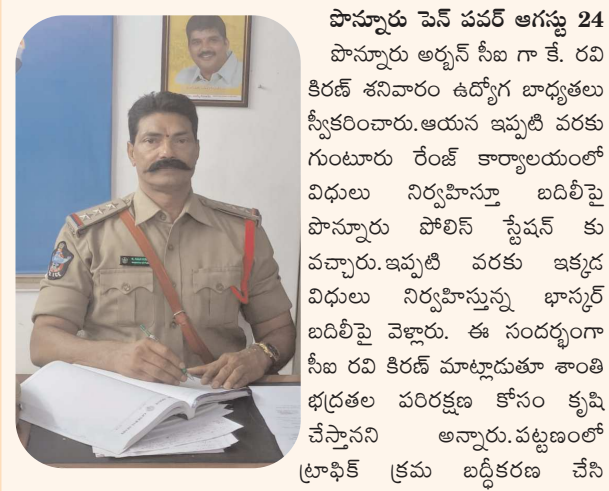 పొన్నూరు పెన్ పవర్ ఆగస్టు 24
పొన్నూరు అర్బన్ సీఐ గా కే. రవి
కిరణ్ శనివారం ఉద్యోగ బాధ్యతలు
స్వీకరించారు.ఆయన ఇప్పటి వరకు
గుంటూరు రేంజ్ కార్యాలయంలో
విధులు నిర్వహిస్తూ బదిలీపై
పొన్నూరు పోలీస్ స్టేషన్ కు
వచ్చారు.ఇప్పటి వరకు ఇక్కడ
విధులు నిర్వహిస్తున్న భాస్కర్
బదిలీపై వెళ్లారు. ఈ సందర్భంగా
సీఐ రవి కిరణ్ మాట్లాడుతూ శాంతి
భద్రతల పరిరక్షణ కోసం కృషి
చేస్తానని అన్నారు.పట్టణంలో
ట్రాఫిక్ క్రమ బద్ధీకరణ చేసి